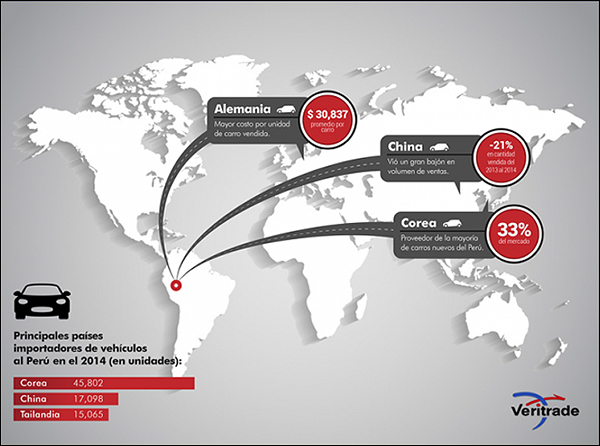 Alemania
Mayor costo por unidad
de carro vendida.
$ 30,837
promedio por
carro
China
Vió un gran bajón en
volumen de ventas.
-21%
en cantidad
vendida del
2013 al 2014
Corea
Proveedor de la mayoría
de carros nuevos del Perú.
33%
del mercado
Principales países
importadores de vehículos
al Perú en el 2014 (en unidades):
Corea 45,802
China 17,098
Tailandia 15,065
Veritrade